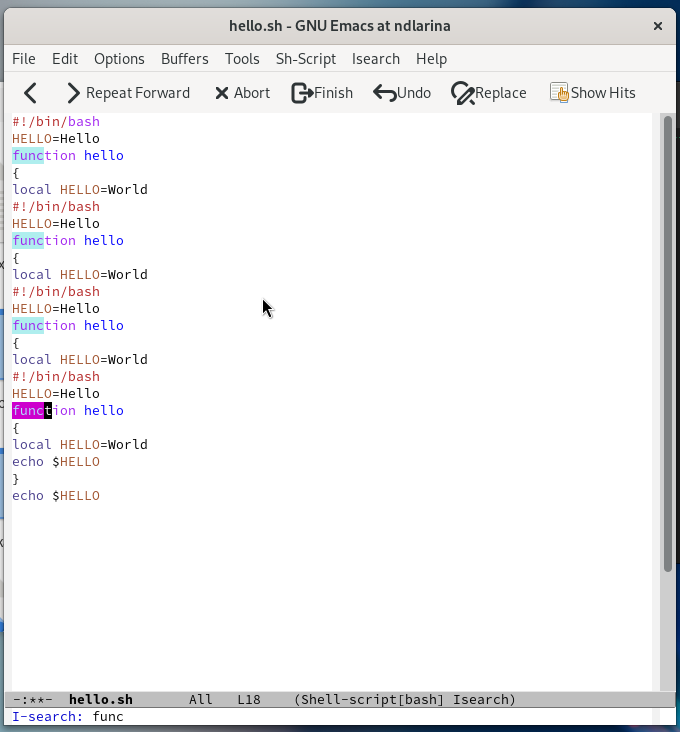 hello.sh - GNU Emacs at ndlarina ×
File Edit Options Buffers Tools Sh-Script Isearch Help
Repeat Forward Abort Finish Undo Replace Show Hits
#!/bin/bash
HELLO=Hello
function hello
{
local HELLO=World
#!/bin/bash
HELLO=Hello
function hello
{
local HELLO=World
#!/bin/bash
HELLO=Hello
function hello
{
local HELLO=World
#!/bin/bash
HELLO=Hello
function hello
{
local HELLO=World
echo $HELLO
}
echo $HELLO
-:**- hello.sh All L18 (Shell-script[bash] Isearch)
I-search: func